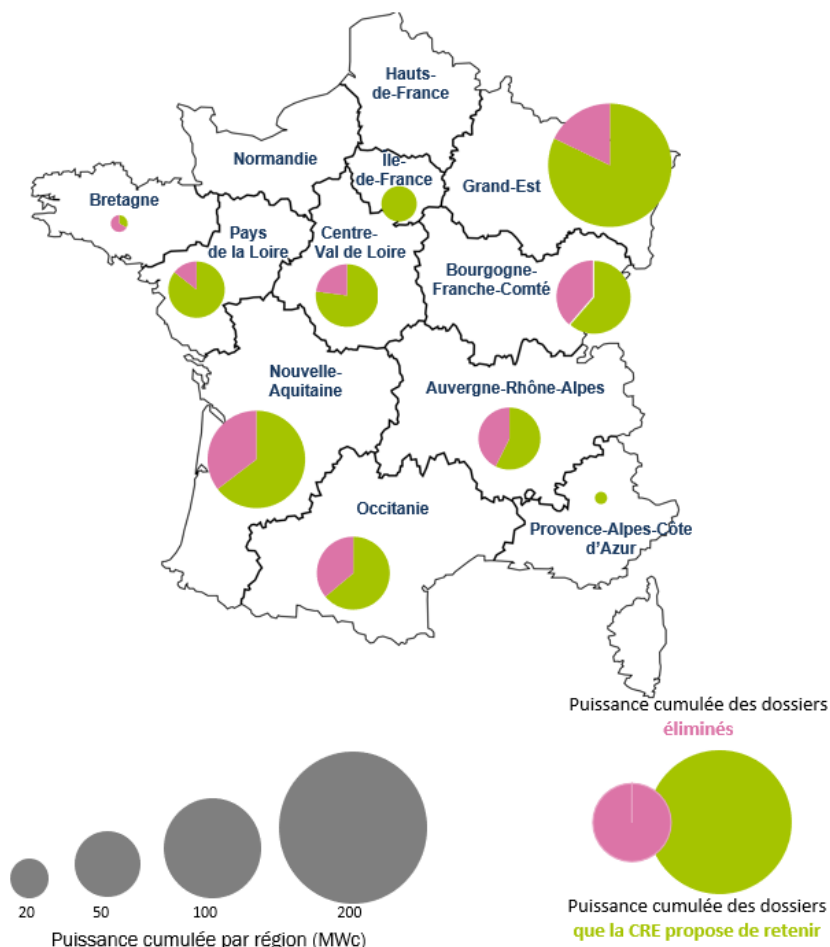 Hauts-
de-France
Normandie
Ile-
de-France
Grand-Est
Bretagne
Pays
de la Loire
Centre-
Val de Loire
Bourgogne-
Franche-Comté
Nouvelle-
Aquitaine
Auvergne-Rhône-Alpes
Occitanie
Provence-Alpes-Côte
d'Azur
Puissance cumulée des dossiers
éliminés
20
50
100
200
Puissance cumulée par région (MWc)
Puissance cumulée des dossiers
que la CRE propose de retenir